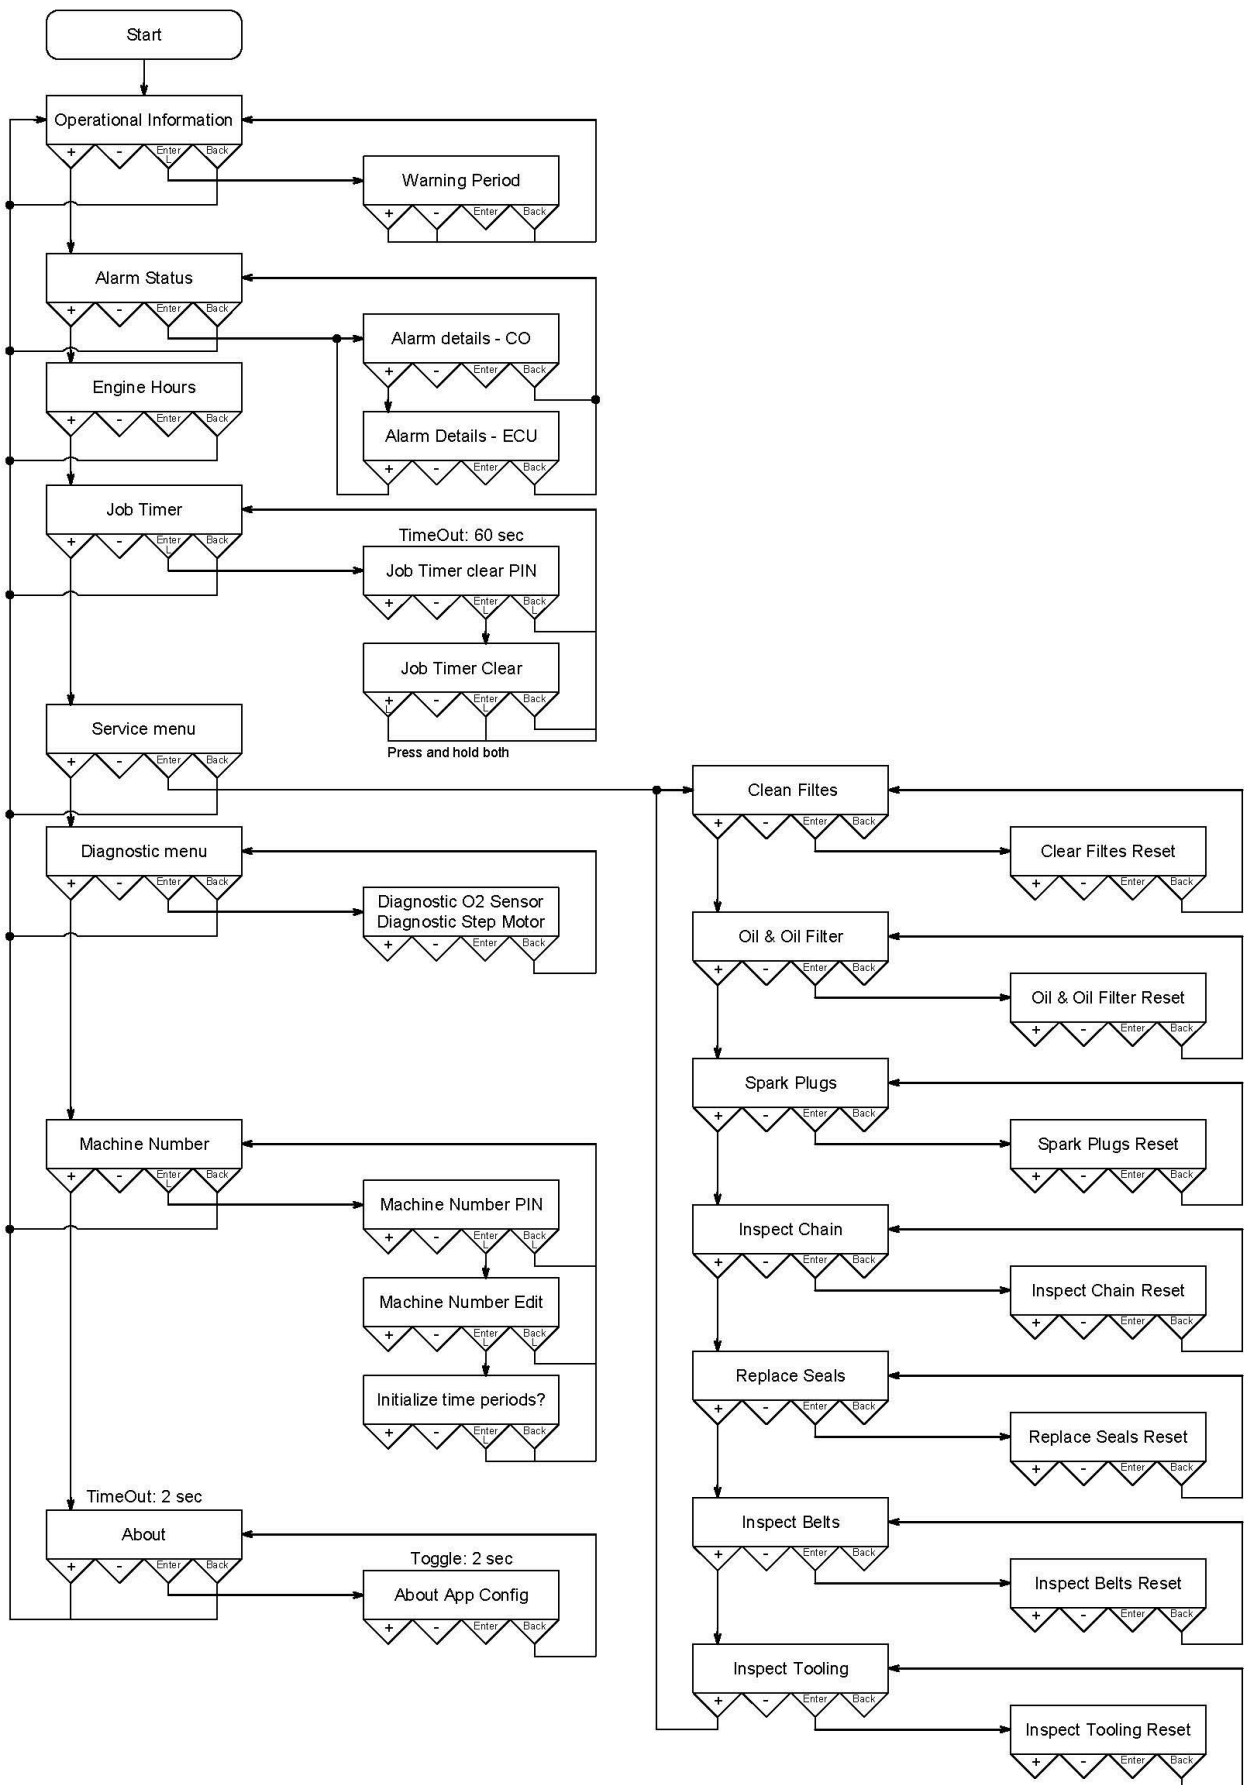 Start
Operational Information
+ - Enter Back
L
Warning Period
+ - Enter Back
Alarm Status
+ - Enter Back
Alarm details - CO
+ - Enter Back
Engine Hours
+ - Enter Back
Alarm Details - ECU
+ - Enter Back
Job Timer
+ - Enter Back
L
TimeOut: 60 sec
Job Timer clear PIN
+ - Enter Back
L L
Job Timer Clear
+ - Enter Back
L L
Press and hold both
Service menu
+ - Enter Back
Diagnostic menu
+ - Enter Back
Diagnostic O2 Sensor
Diagnostic Step Motor
+ - Enter Back
Machine Number
+ - Enter Back
L
Machine Number PIN
+ - Enter Back
L L
Machine Number Edit
+ - Enter Back
L L
Initialize time periods?
+ - Enter Back
L
TimeOut: 2 sec
About
+ - Enter Back
Toggle: 2 sec
About App Config
+ - Enter Back
Clean Filtes
+ - Enter Back
Clear Filtes Reset
+ - Enter Back
Oil & Oil Filter
+ - Enter Back
Oil & Oil Filter Reset
+ - Enter Back
Spark Plugs
+ - Enter Back
Spark Plugs Reset
+ - Enter Back
Inspect Chain
+ - Enter Back
Inspect Chain Reset
+ - Enter Back
Replace Seals
+ - Enter Back
Replace Seals Reset
+ - Enter Back
Inspect Belts
+ - Enter Back
Inspect Belts Reset
+ - Enter Back
Inspect Tooling
+ - Enter Back
Inspect Tooling Reset
+ - Enter Back